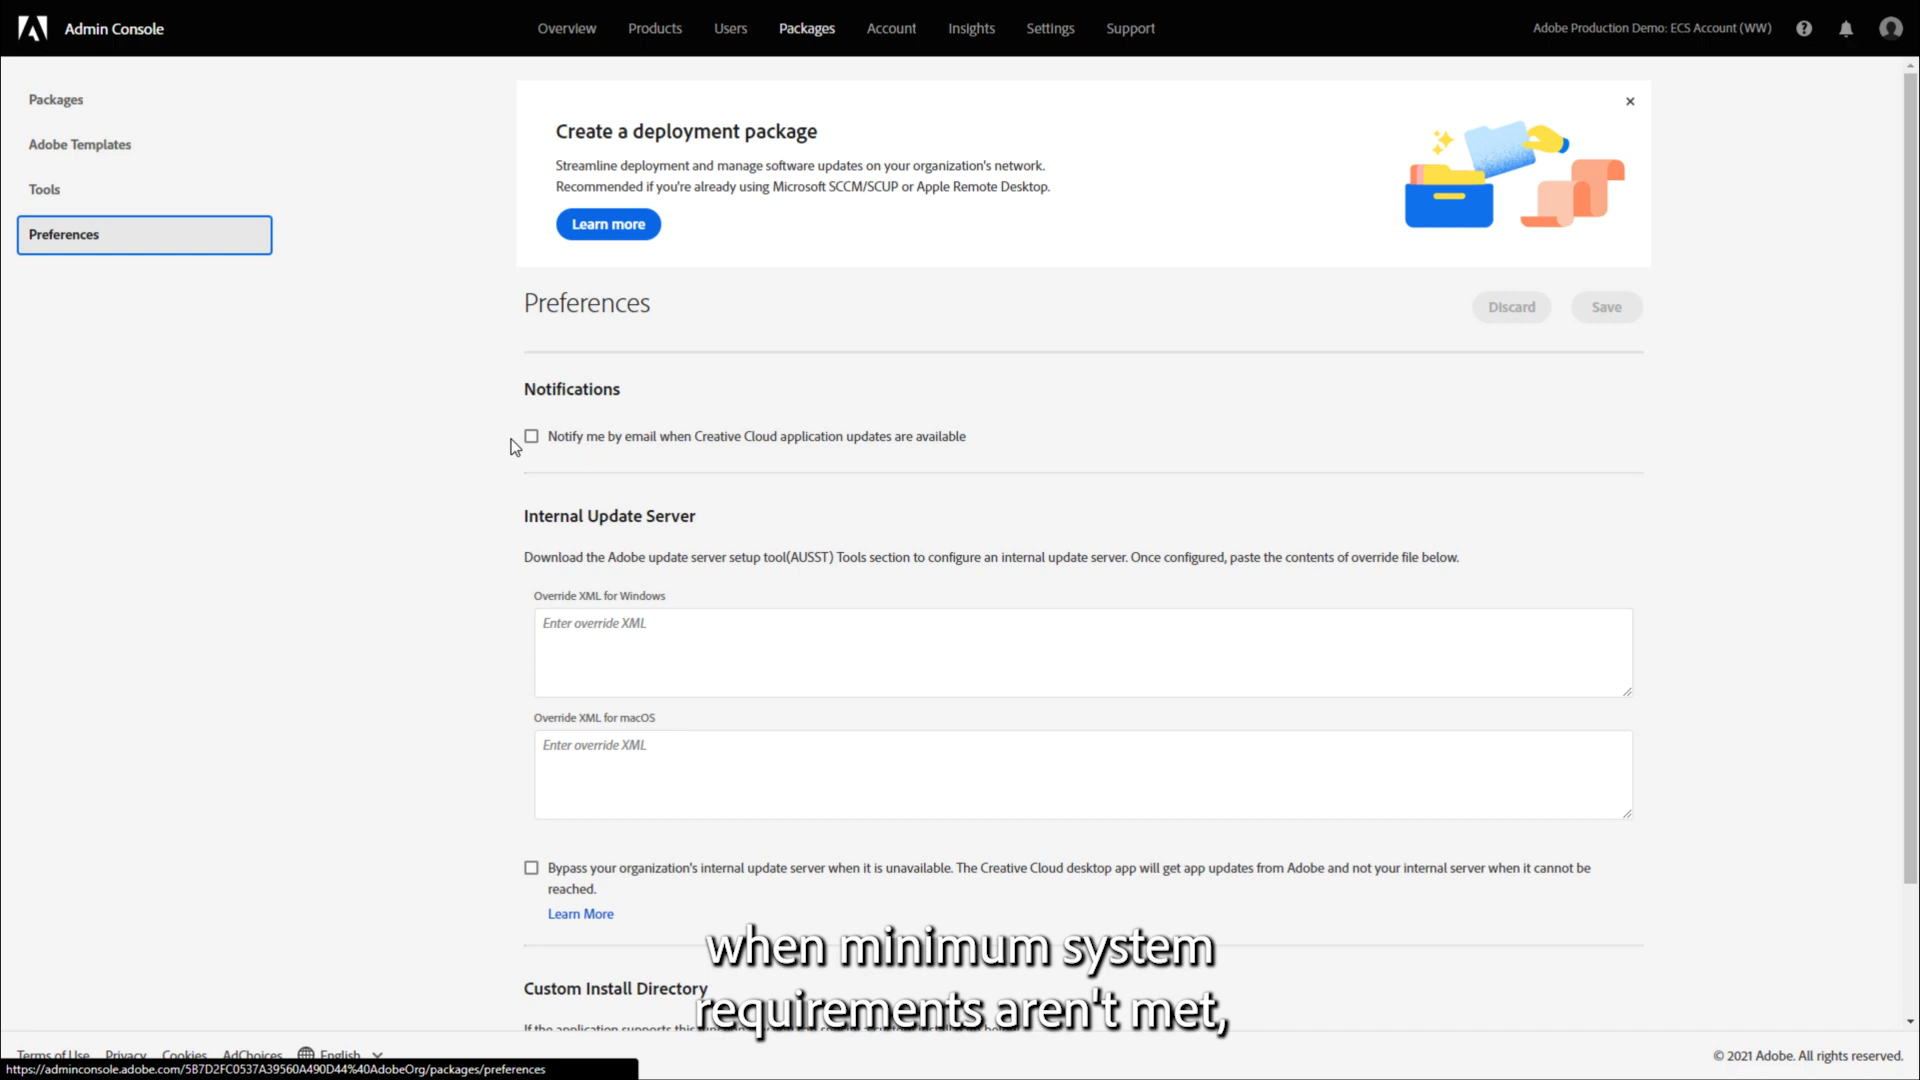 Admin Console
Overview
Products
Users
Packages
Account
Insights
Settings
Support
Adobe Production Demo: ECS Account (WW)
Packages
Adobe Templates
Tools
Preferences
Create a deployment package
Streamline deployment and manage software updates on your organization's network.
Recommended if you're already using Microsoft SCCM/SCUP or Apple Remote Desktop.
Learn more
Preferences
Discard
Save
Notifications
Notify me by email when Creative Cloud application updates are available
Internal Update Server
Download the Adobe update server setup tool(AUSST) Tools section to configure an internal update server. Once configured, paste the contents of override file below.
Override XML for Windows
Enter override XML
Override XML for macOS
Enter override XML
Bypass your organization's internal update server when it is unavailable. The Creative Cloud desktop app will get app updates from Adobe and not your internal server when it cannot be
reached.
Learn More
when minimum system
Custom Install Directory
requirements aren't met,
If the application supports this
Terms of Use Privacy Cookies AdChoices English
© 2021 Adobe. All rights reserved.
https://adminconsole.adobe.com/5B7D2FC0537A39560A490D44%40AdobeOrg/packages/preferences